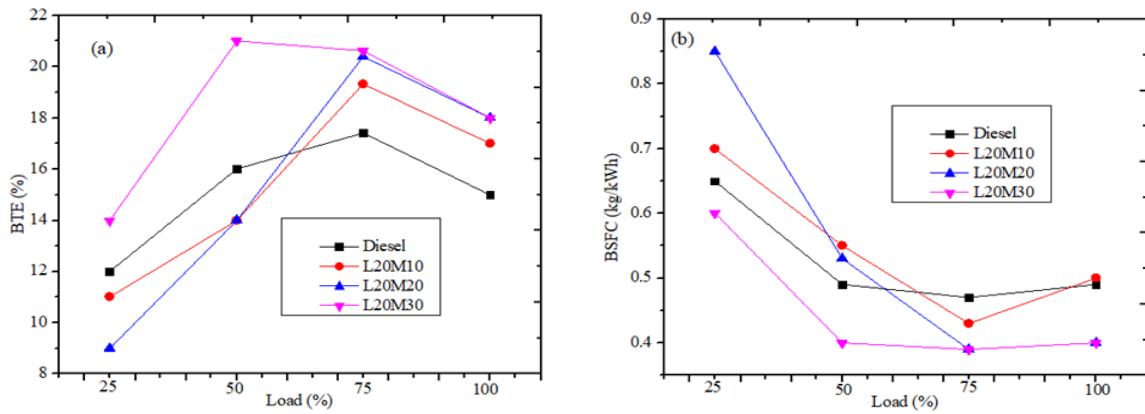 (a)
BTE (%)
22
20
18
16
14
12
10
8
Diesel
L20M10
L20M20
L20M30
25
50
75
100
Load (%)
(b)
BSFC (kg/kWh)
0.9
0.8
0.7
0.6
0.5
0.4
Diesel
L20M10
L20M20
L20M30
25
50
75
100
Load (%)